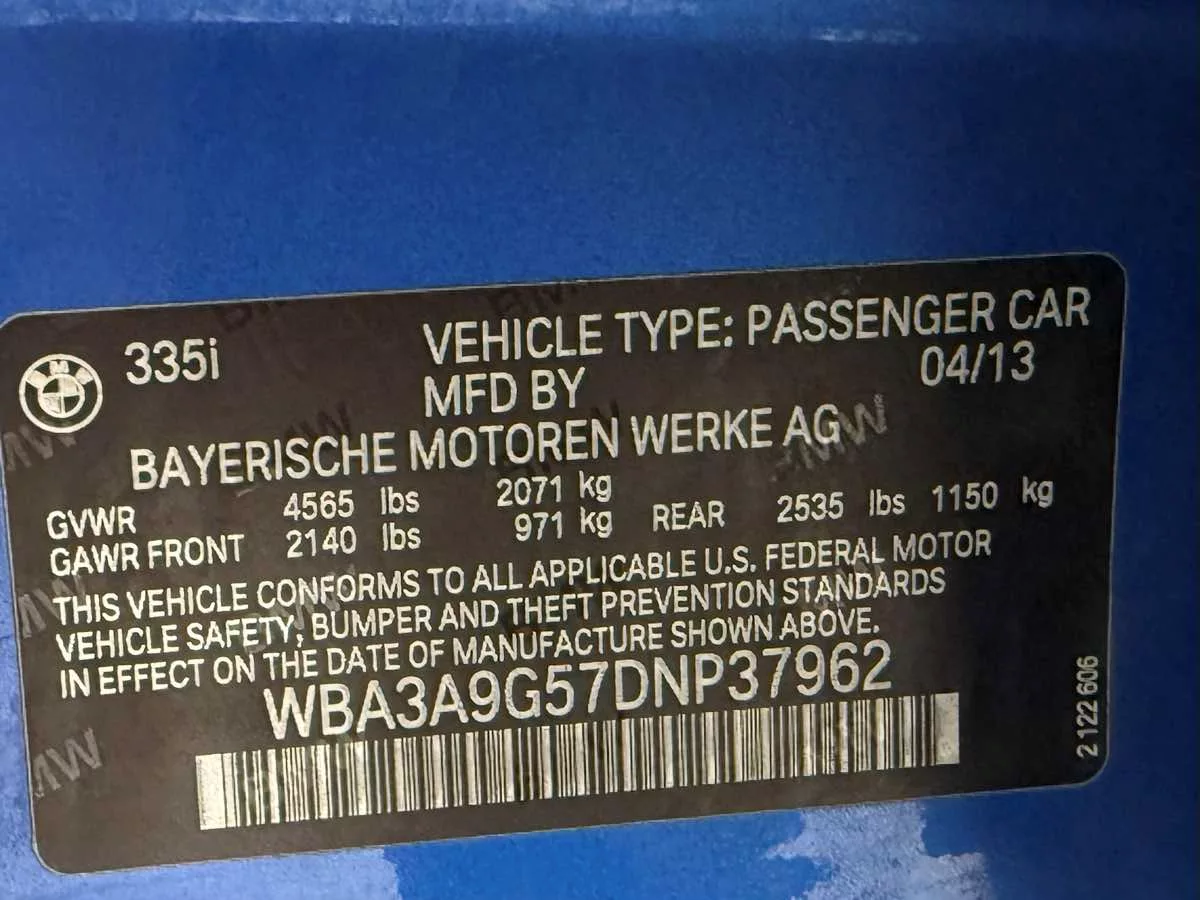 335i VEHICLE TYPE: PASSENGER CAR
MFD BY 04/13
BAYERISCHE MOTOREN WERKE AG
GVWR 4565 lbs 2071 kg
GAWR FRONT 2140 lbs 971 kg REAR 2535 lbs 1150 kg
THIS VEHICLE CONFORMS TO ALL APPLICABLE U.S. FEDERAL MOTOR
VEHICLE SAFETY, BUMPER AND THEFT PREVENTION STANDARDS
IN EFFECT ON THE DATE OF MANUFACTURE SHOWN ABOVE.
WBA3A9G57DNP37962
2 122 606
BMW